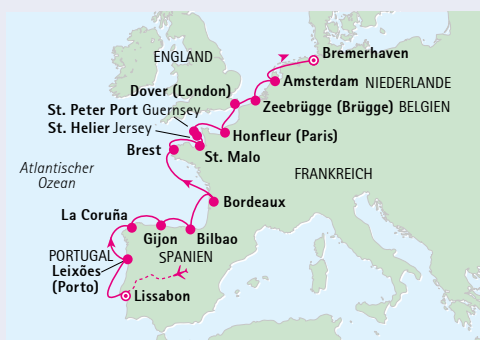 Bremerhaven
ENGLAND
Amsterdam
NIEDERLANDE
Dover (London)
Zeebrügge (Brügge) BELGIEN
St. Peter Port Guernsey
St. Helier Jersey
Honfleur (Paris)
Brest
St. Malo
Atlantischer
Ozean
FRANKREICH
Bordeaux
La Coruña
Gijon
Bilbao
PORTUGAL
SPANIEN
Leixões
(Porto)
Lissabon